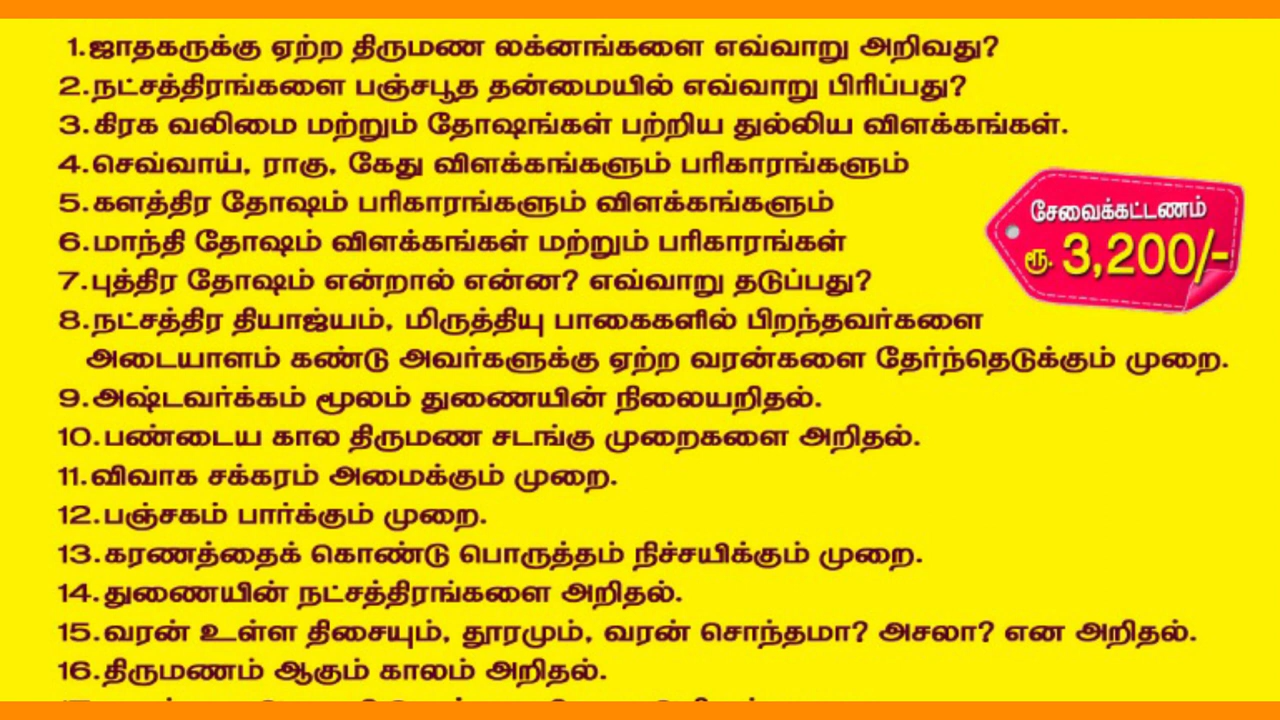 1.ஜாதகருக்கு ஏற்ற திருமண லக்னங்களை எவ்வாறு அறிவது?
2.நட்சத்திரங்களை பஞ்சபூத தன்மையில் எவ்வாறு பிரிப்பது?
3.கிரக வலிமை மற்றும் தோஷங்கள் பற்றிய துல்லிய விளக்கங்கள்.
4.செவ்வாய், ராகு, கேது விளக்கங்களும் பரிகாரங்களும்
5.களத்திர தோஷம் பரிகாரங்களும் விளக்கங்களும்
சேவைக்கட்டணம்
ரூ. 3,200/-
6.மாந்தி தோஷம் விளக்கங்கள் மற்றும் பரிகாரங்கள்
7.புத்திர தோஷம் என்றால் என்ன? எவ்வாறு தடுப்பது?
8.நட்சத்திர தியாஜ்யம், மிருத்தியு பாகைகளில் பிறந்தவர்களை
அடையாளம் கண்டு அவர்களுக்கு ஏற்ற வரன்களை தேர்ந்தெடுக்கும் முறை.
9.அஷ்டவர்க்கம் மூலம் துணையின் நிலையறிதல்.
10.பண்டைய கால திருமண சடங்கு முறைகளை அறிதல்.
11.விவாக சக்கரம் அமைக்கும் முறை.
12.பஞ்சகம் பார்க்கும் முறை.
13.கரணத்தைக் கொண்டு பொருத்தம் நிச்சயிக்கும் முறை.
14.துணையின் நட்சத்திரங்களை அறிதல்.
15.வரன் உள்ள திசையும், தூரமும், வரன் சொந்தமா? அசலா? என அறிதல்.
16.திருமணம் ஆகும் காலம் அறிதல்.